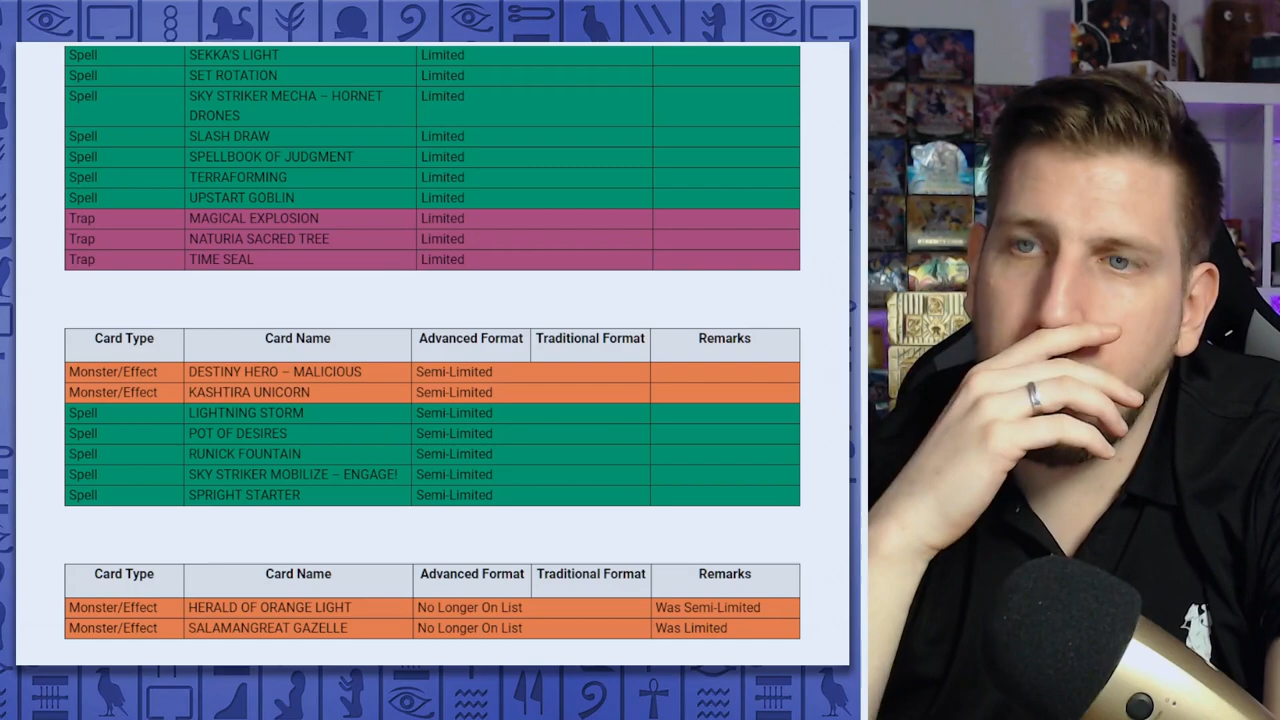 Spell SEKKA'S LIGHT Limited
Spell SET ROTATION Limited
Spell SKY STRIKER MECHA – HORNET Limited
DRONES
Spell SLASH DRAW Limited
Spell SPELLBOOK OF JUDGMENT Limited
Spell TERRAFORMING Limited
Spell UPSTART GOBLIN Limited
Trap MAGICAL EXPLOSION Limited
Trap NATURIA SACRED TREE Limited
Trap TIME SEAL Limited
Card Type Card Name Advanced Format Traditional Format Remarks
Monster/Effect DESTINY HERO – MALICIOUS Semi-Limited
Monster/Effect KASHTIRA UNICORN Semi-Limited
Spell LIGHTNING STORM Semi-Limited
Spell POT OF DESIRES Semi-Limited
Spell RUNICK FOUNTAIN Semi-Limited
Spell SKY STRIKER MOBILIZE – ENGAGE! Semi-Limited
Spell SPRIGHT STARTER Semi-Limited
Card Type Card Name Advanced Format Traditional Format Remarks
Monster/Effect HERALD OF ORANGE LIGHT No Longer On List Was Semi-Limited
Monster/Effect SALAMANGREAT GAZELLE No Longer On List Was Limited